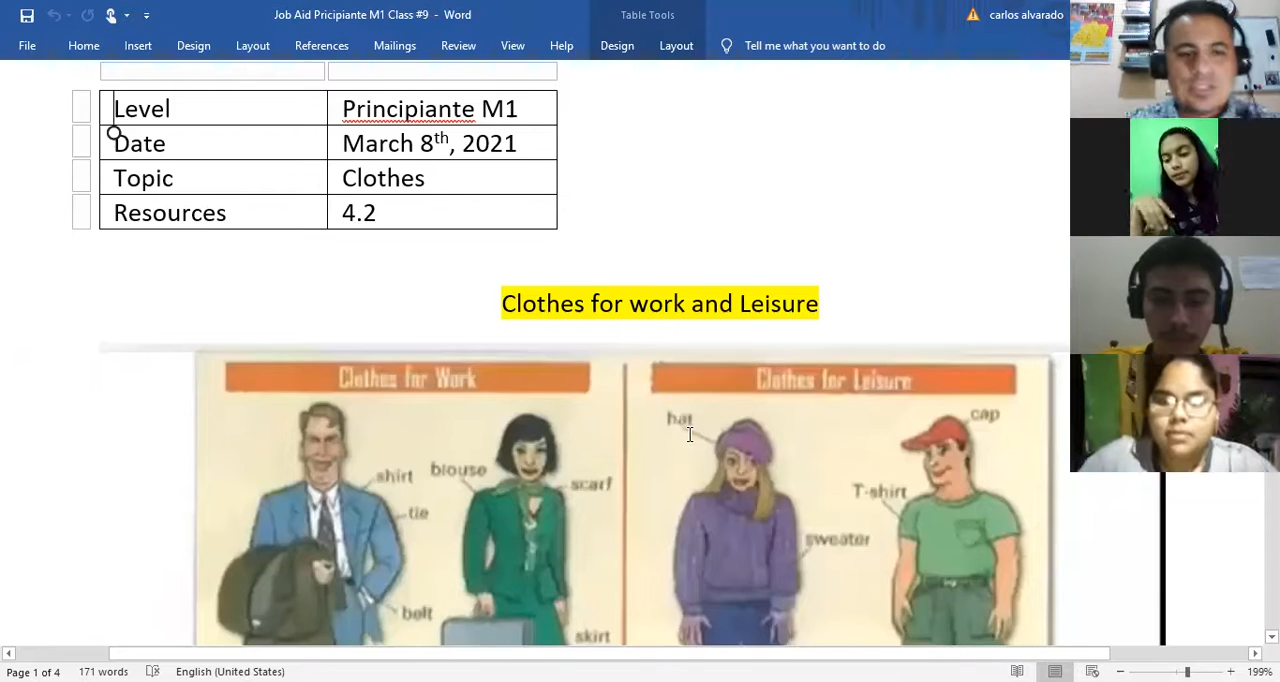 Job Aid Pricipiante M1 Class #9 - Word
Table Tools
carlos alvarado
File Home Insert Design Layout References Mailings Review View Help Design Layout Tell me what you want to do
Level Principiante M1
Date March 8th, 2021
Topic Clothes
Resources 4.2
Clothes for work and Leisure
Clothes for Work Clothes for Leisure
hat cap
shirt blouse scarf T-shirt
tie
sweater
belt
skirt
Page 1 of 4 171 words English (United States) 199%